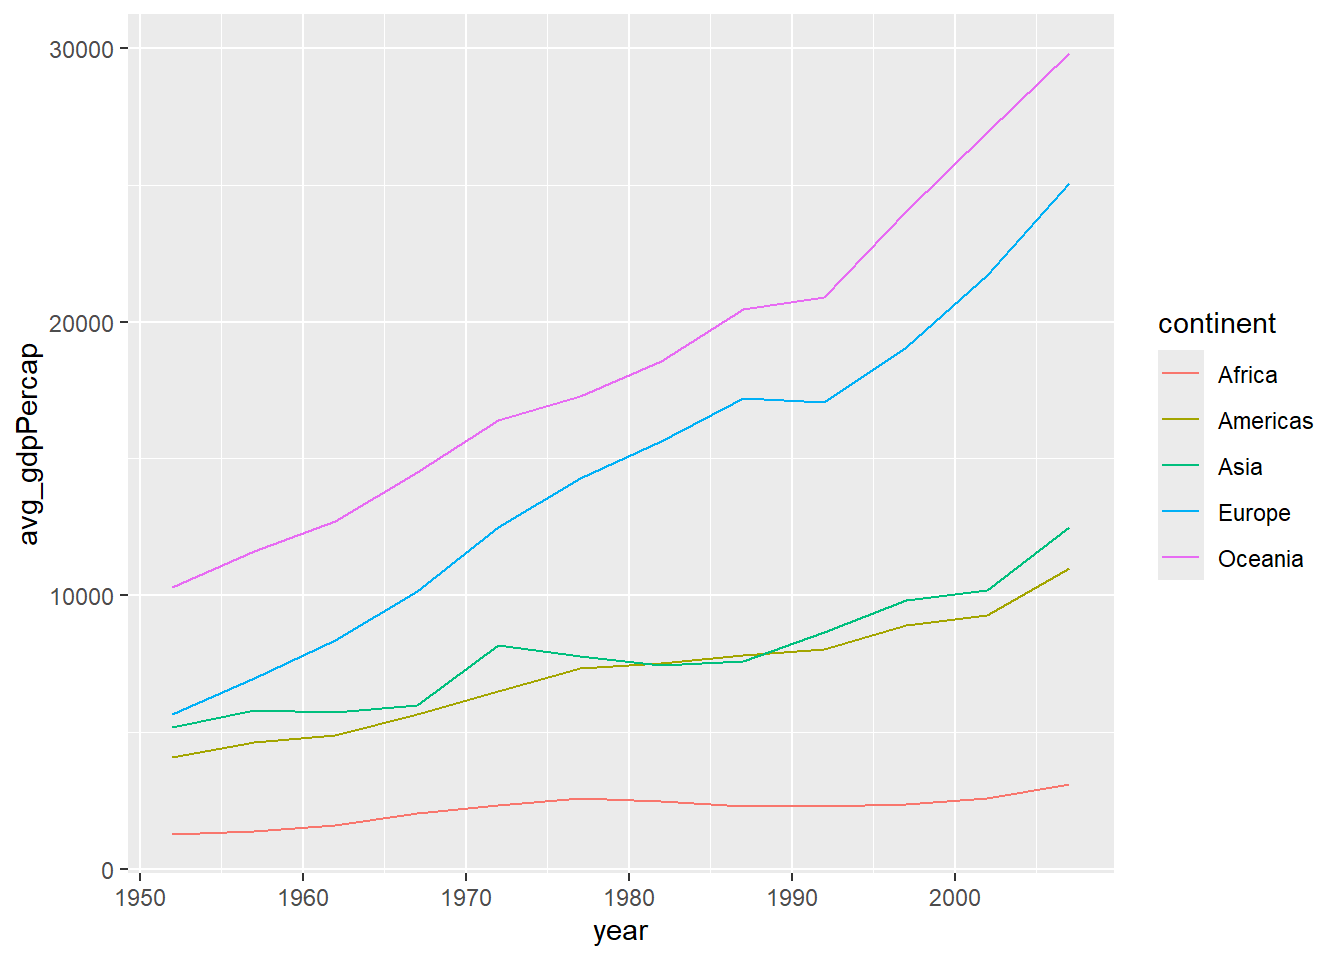 30000
20000
10000
0
avg_gdpPercap
1950 1960 1970 1980 1990 2000
year
continent
Africa
Americas
Asia
Europe
Oceania